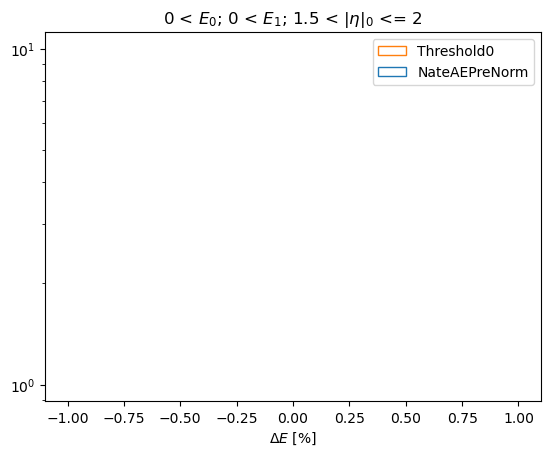 0 < E₀; 0 < E₁; 1.5 < |η|₀ <= 2
Threshold0
NateAEPreNorm
10¹
10⁰
−1.00 −0.75 −0.50 −0.25 0.00 0.25 0.50 0.75 1.00
ΔE [%]